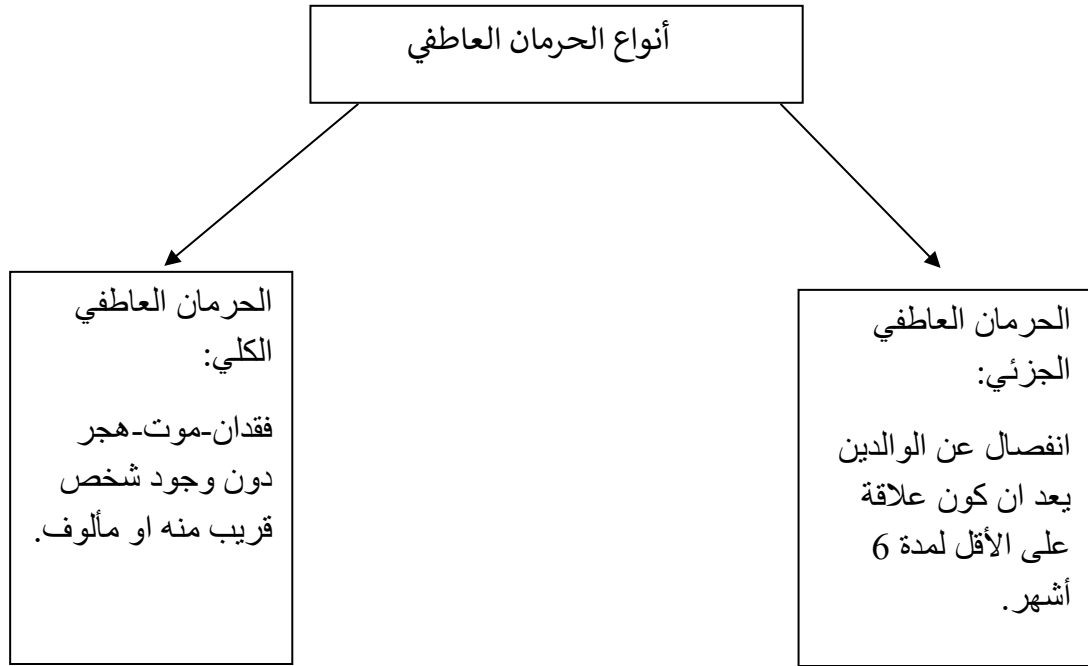 أنواع الحرمان العاطفي
الحرمان العاطفي
الجزئي:
انفصال عن الوالدين
يعد ان كون علاقة
على الأقل لمدة 6
أشهر.
الحرمان العاطفي
الكلي:
فقدان-موت-هجر
دون وجود شخص
قريب منه او مألوف.